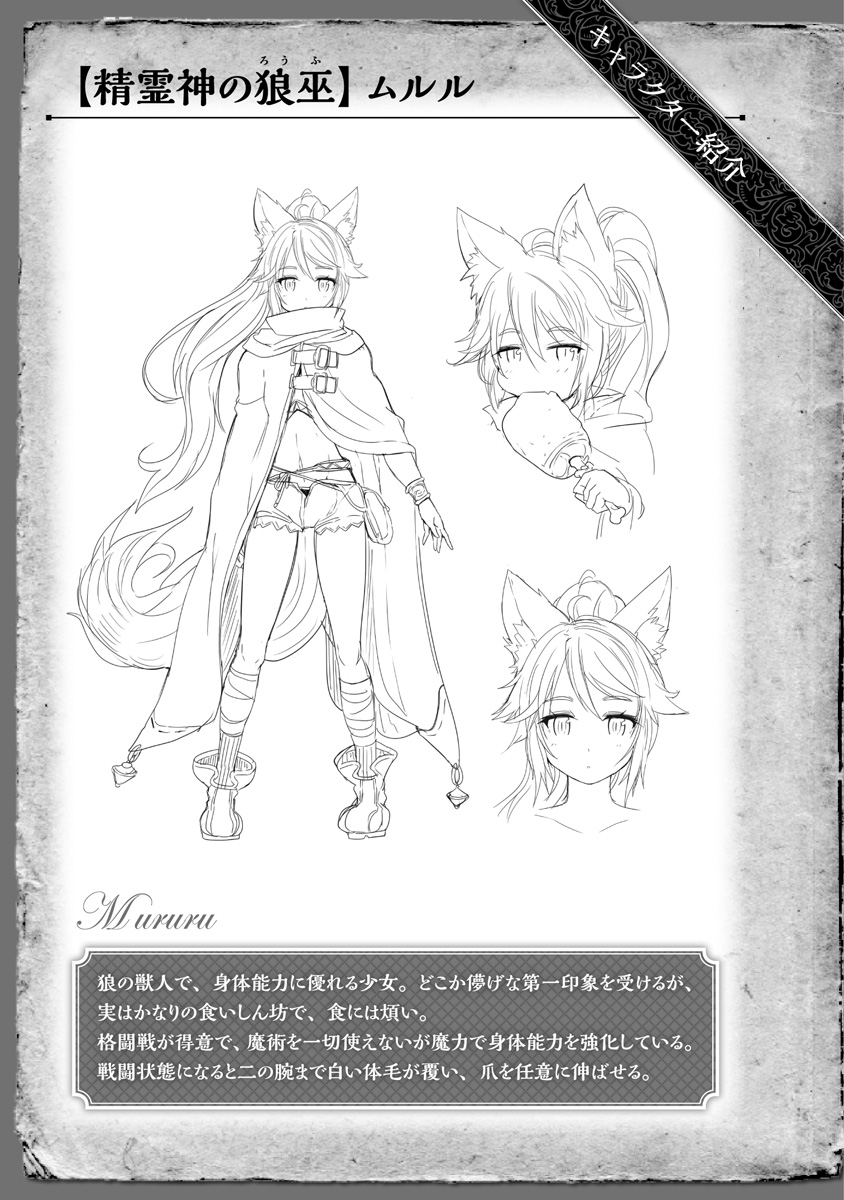 キャラクター紹介
ろうふ
【精霊神の狼巫】ムルル
Mururu
狼の獣人で、身体能力に優れる少女。どこか儚げな第一印象を受けるが、
実はかなりの食いしん坊で、食には煩い。
格闘戦が得意で、魔術を一切使えないが魔力で身体能力を強化している。
戦闘状態になると二の腕まで白い体毛が覆い、爪を任意に伸ばせる。